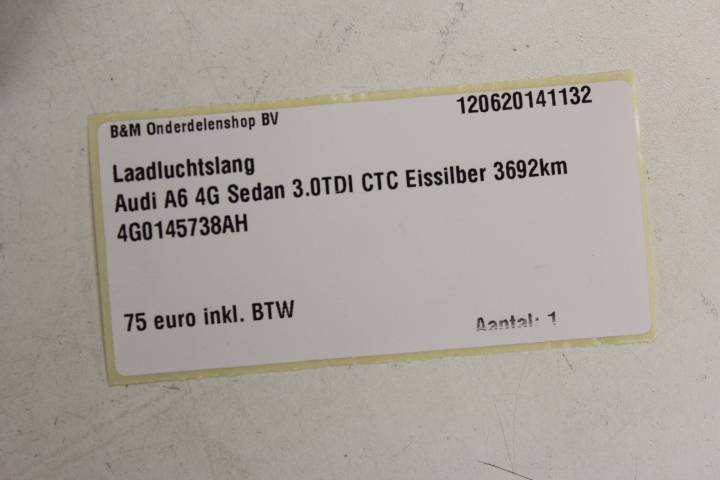 B&M Onderdelenshop BV
120620141132
Laadluchtslang
Audi A6 4G Sedan 3.0TDI CTC Eissilber 3692km
4G0145738AH
75 euro inkl. BTW
Aantal: 1